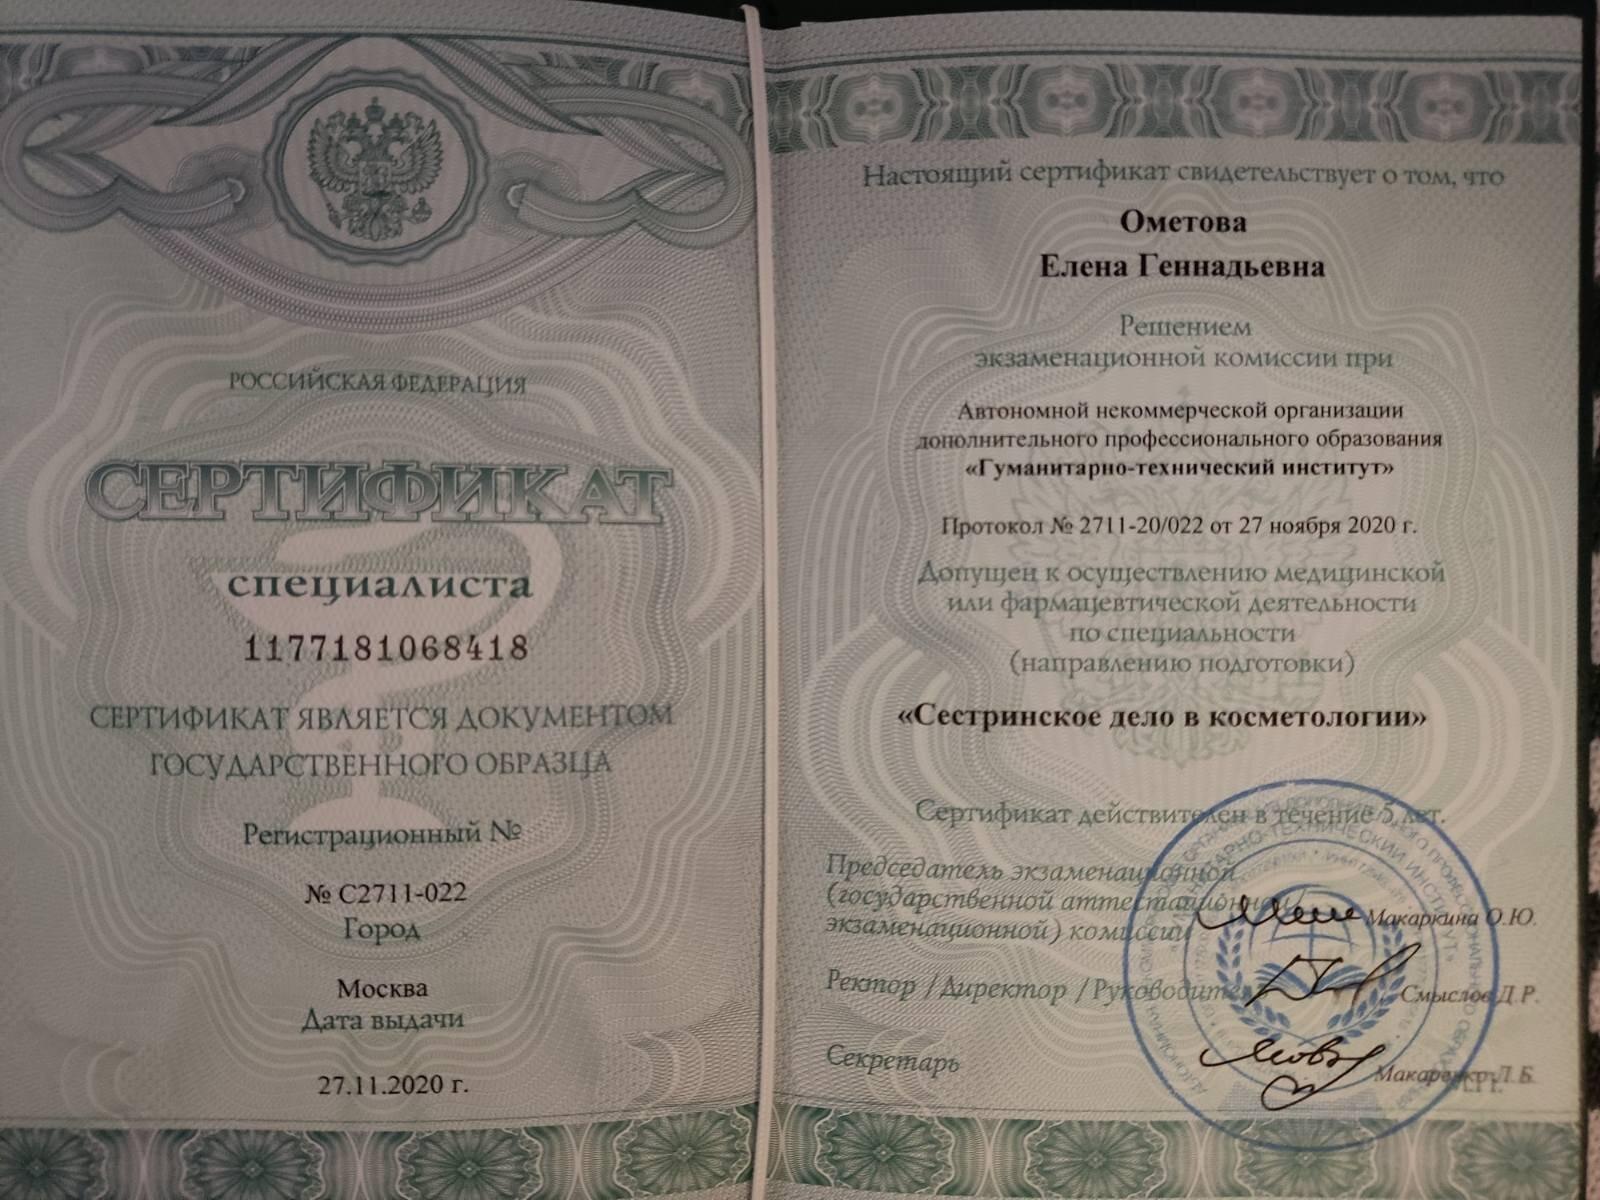 РОССИЙСКАЯ ФЕДЕРАЦИЯ
СЕРТИФИКАТ
специалиста
1177181068418
СЕРТИФИКАТ ЯВЛЯЕТСЯ ДОКУМЕНТОМ
ГОСУДАРСТВЕННОГО ОБРАЗЦА
Регистрационный №
№ С2711-022
Город
Москва
Дата выдачи
27.11.2020 г.
Настоящий сертификат свидетельствует о том, что
Ометова
Елена Геннадьевна
Решением
экзаменационной комиссии при
Автономной некоммерческой организации
дополнительного профессионального образования
«Гуманитарно-технический институт»
Протокол № 2711-20/022 от 27 ноября 2020 г.
Допущен к осуществлению медицинской
или фармацевтической деятельности
по специальности
(направлению подготовки)
«Сестринское дело в косметологии»
Сертификат действителен в течение 5 лет.
Председатель экзаменационной
(государственной аттестационной/
экзаменационной) комиссии
Макаркина О.Ю.
Ректор /Директор /Руководитель
Смыслов Д.Р.
Секретарь
Макаренко Л.Б.